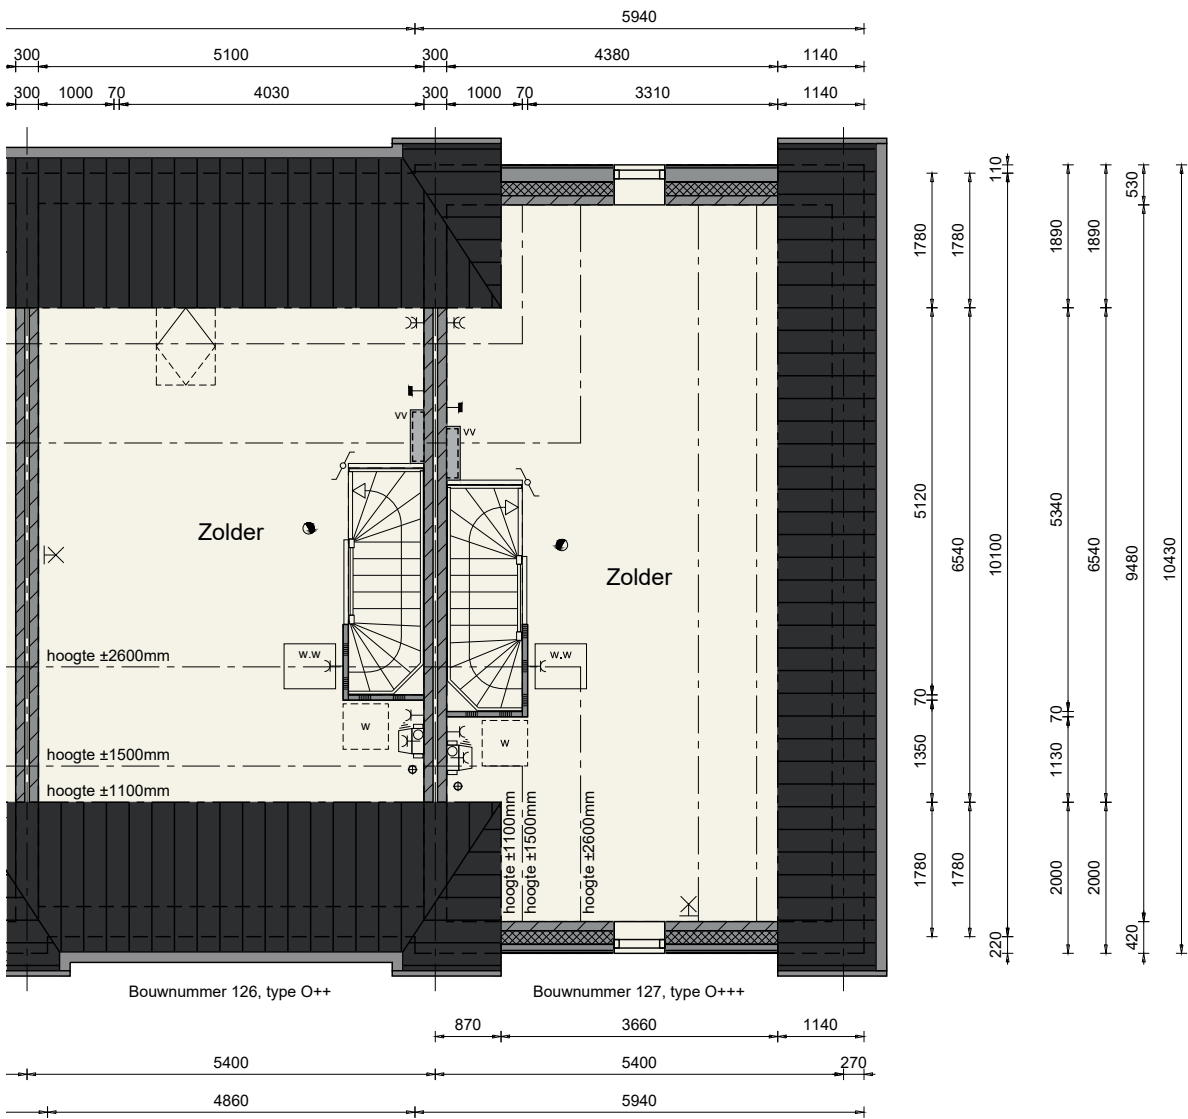 5940
300 5100 300 4380 1140
300 1000 70 4030 300 1000 70 3310 1140
110
530
1780 1780 1890 1890
vv
vv
Zolder
Zolder
5120 6540 10100 5340 6540 9480 10430
hoogte ±2600mm
w.w
w.w
70
70
w
w
hoogte ±1500mm
1350
1130
hoogte ±1100mm
hoogte ±1100mm
hoogte ±1500mm
hoogte ±2600mm
1780 1780 2000 2000
220
420
Bouwnummer 126, type O++
Bouwnummer 127, type O+++
870 3660 1140
5400 5400 270
4860 5940